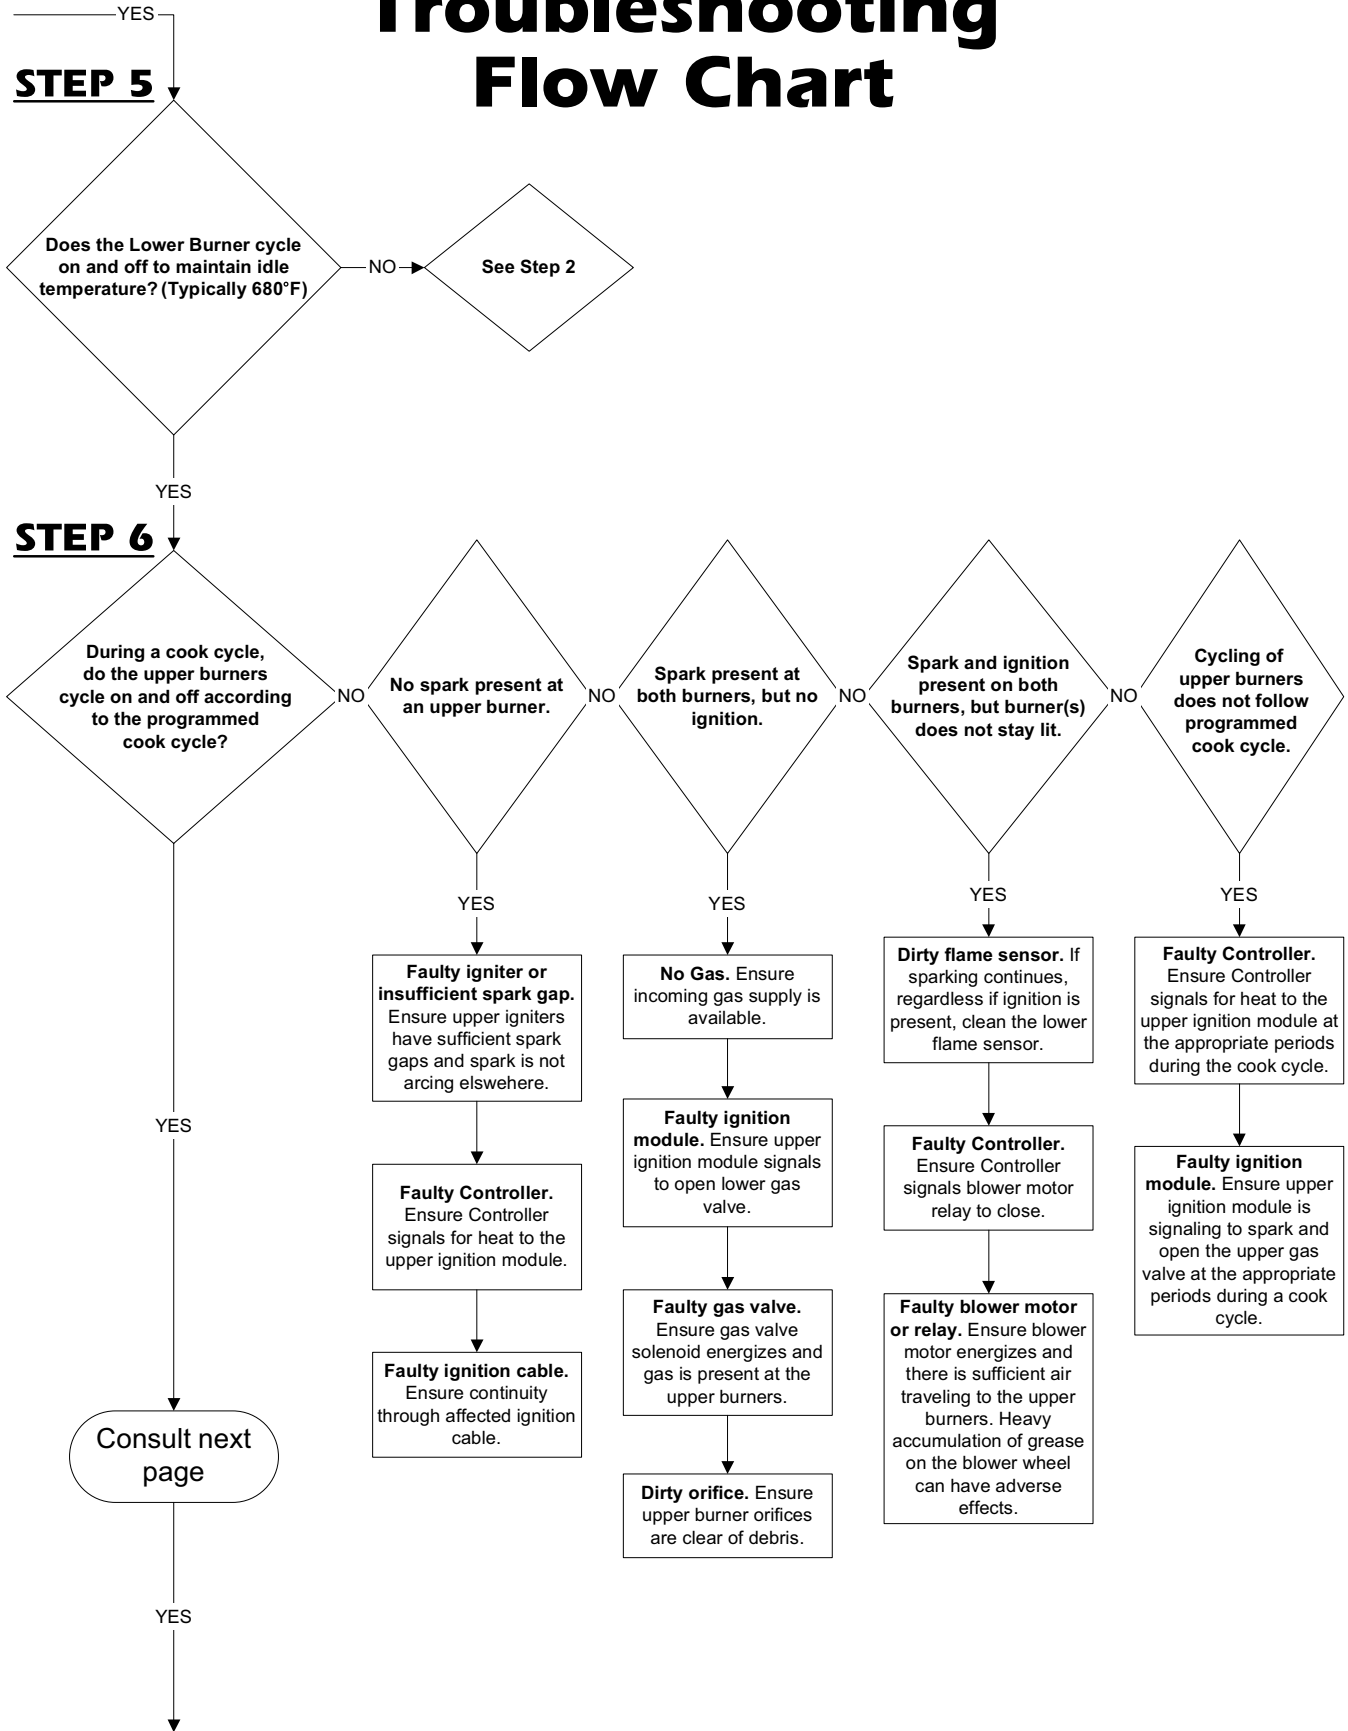 YES
Troubleshooting
Flow Chart
STEP 5
Does the Lower Burner cycle
on and off to maintain idle
temperature? (Typically 680°F)
NO
See Step 2
YES
STEP 6
During a cook cycle,
do the upper burners
cycle on and off according
to the programmed
cook cycle?
NO
No spark present at
an upper burner.
NO
Spark present at
both burners, but no
ignition.
NO
Spark and ignition
present on both
burners, but burner(s)
does not stay lit.
NO
Cycling of
upper burners
does not follow
programmed
cook cycle.
YES
Faulty igniter or
insufficient spark gap.
Ensure upper igniters
have sufficient spark
gaps and spark is not
arcing elswehere.
Faulty Controller.
Ensure Controller
signals for heat to the
upper ignition module.
Faulty ignition cable.
Ensure continuity
through affected ignition
cable.
YES
No Gas. Ensure
incoming gas supply is
available.
Faulty ignition
module. Ensure upper
ignition module signals
to open lower gas
valve.
Faulty gas valve.
Ensure gas valve
solenoid energizes and
gas is present at the
upper burners.
Dirty orifice. Ensure
upper burner orifices
are clear of debris.
YES
Dirty flame sensor. If
sparking continues,
regardless if ignition is
present, clean the lower
flame sensor.
Faulty Controller.
Ensure Controller
signals blower motor
relay to close.
Faulty blower motor
or relay. Ensure blower
motor energizes and
there is sufficient air
traveling to the upper
burners. Heavy
accumulation of grease
on the blower wheel
can have adverse
effects.
YES
Faulty Controller.
Ensure Controller
signals for heat to the
upper ignition module at
the appropriate periods
during the cook cycle.
Faulty ignition
module. Ensure upper
ignition module is
signaling to spark and
open the upper gas
valve at the appropriate
periods during a cook
cycle.
YES
Consult next
page
YES